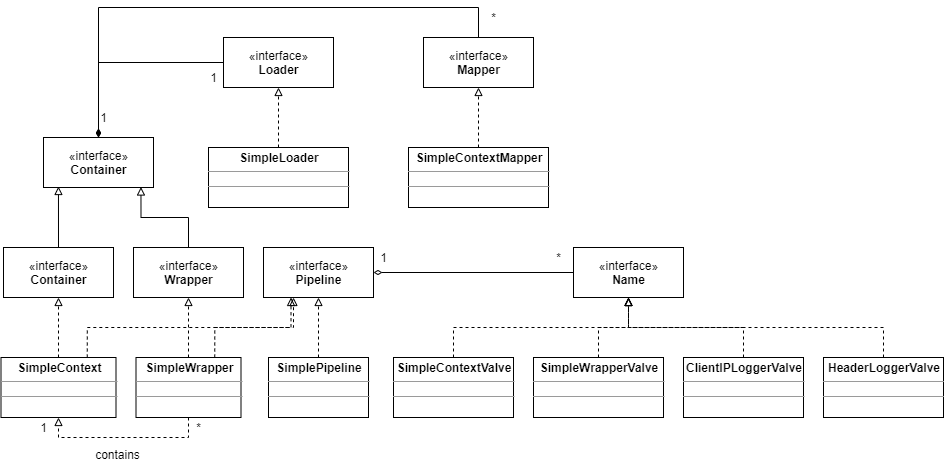 *
«interface»
Loader
«interface»
Mapper
1
1
«interface»
Container
SimpleLoader
SimpleContextMapper
«interface»
Container
«interface»
Wrapper
«interface»
Pipeline
1
*
«interface»
Name
SimpleContext
SimpleWrapper
SimplePipeline
SimpleContextValve
SimpleWrapperValve
ClientIPLoggerValve
HeaderLoggerValve
1
*
contains